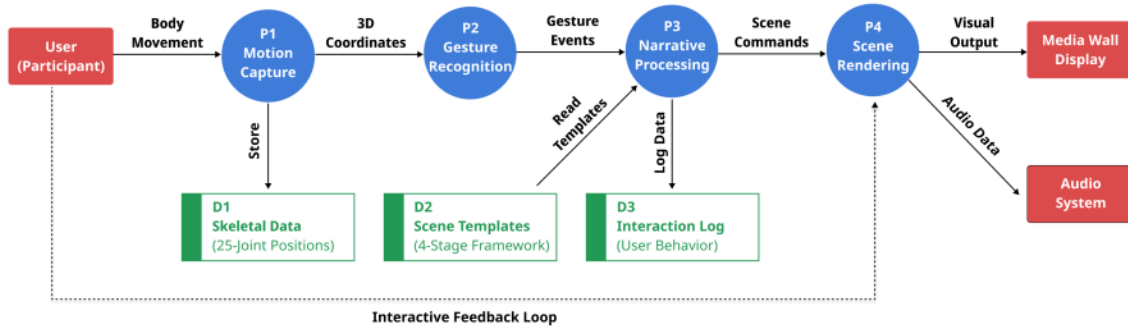 User
(Participant)
Body
Movement
P1
Motion
Capture
3D
Coordinates
P2
Gesture
Recognition
Gesture
Events
P3
Narrative
Processing
Scene
Commands
P4
Scene
Rendering
Visual
Output
Media Wall
Display
Store
Read
Templates
Log Data
Audio Data
D1
Skeletal Data
(25-Joint Positions)
D2
Scene Templates
(4-Stage Framework)
D3
Interaction Log
(User Behavior)
Audio
System
Interactive Feedback Loop